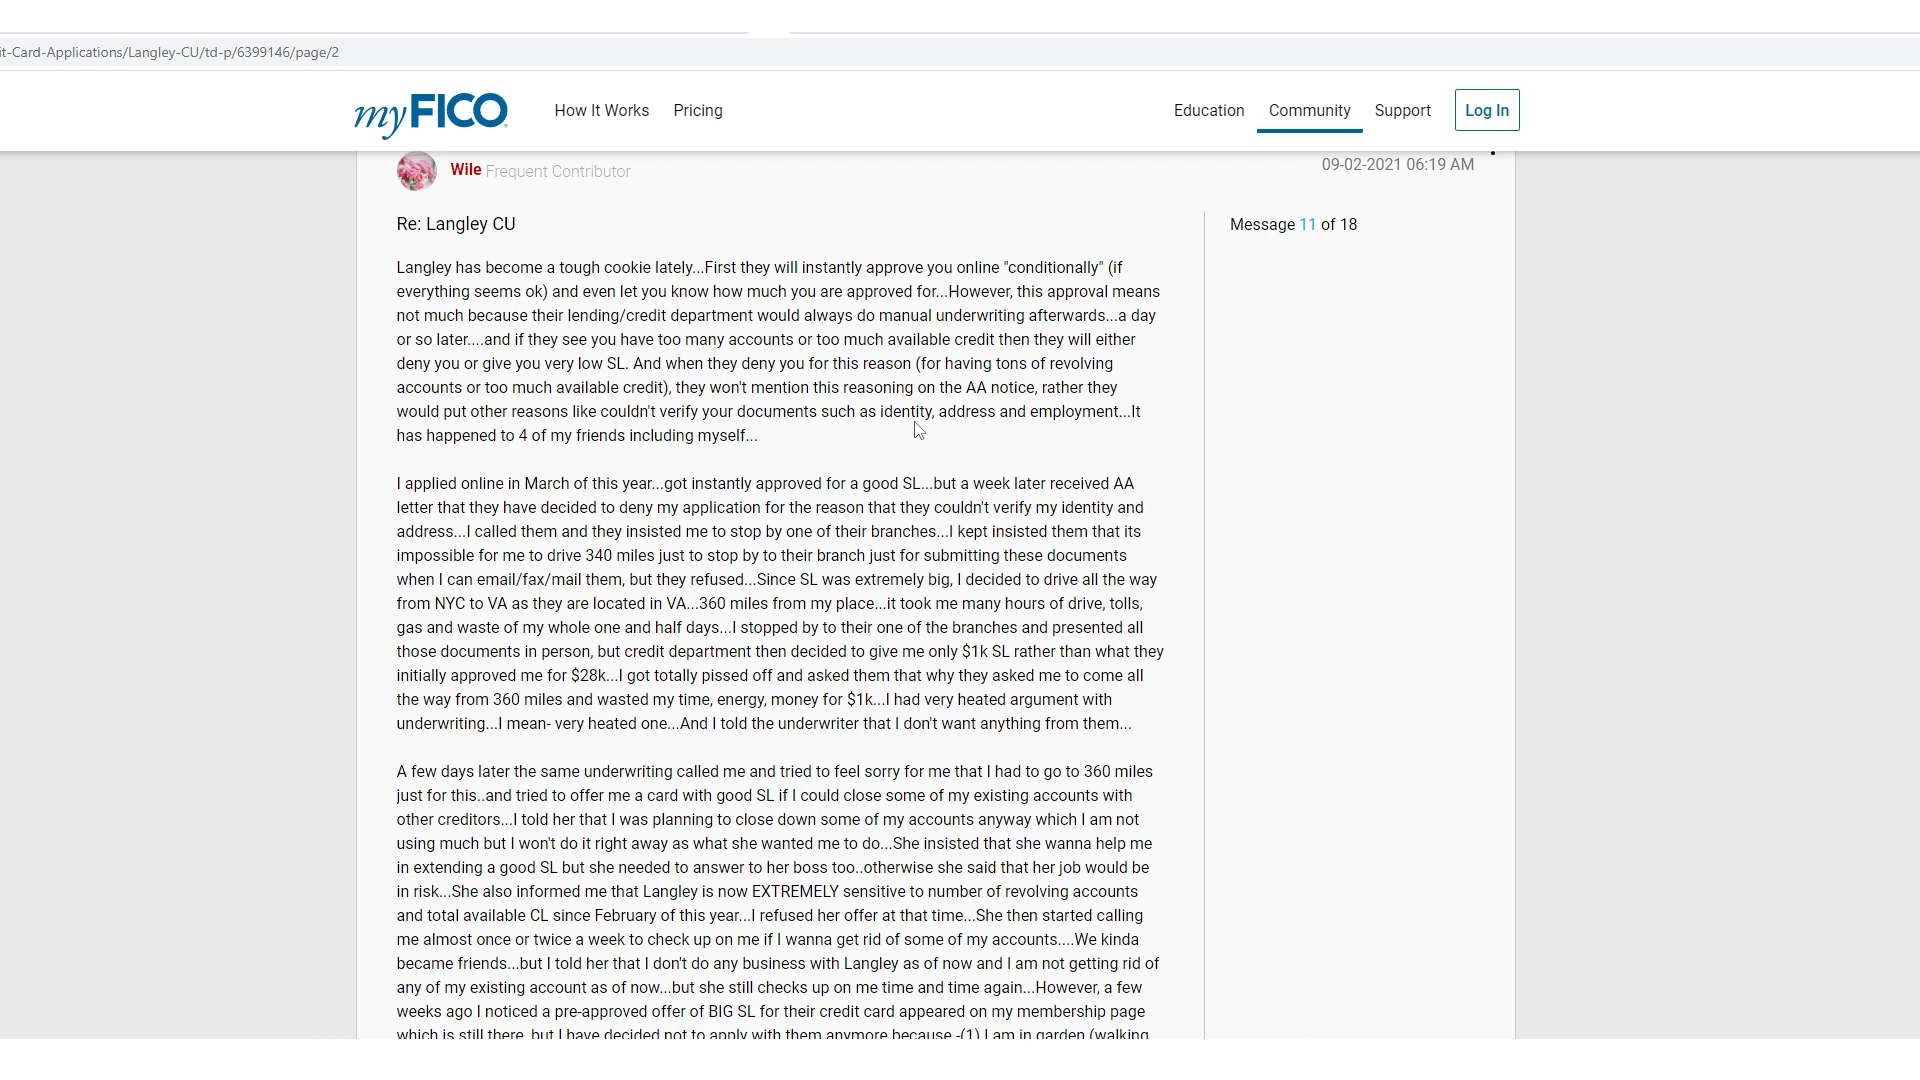 it-Card-Applications/Langley-CU/td-p/6399146/page/2
myFICO How It Works Pricing Education Community Support Log In
Wile Frequent Contributor 09-02-2021 06:19 AM
Re: Langley CU Message 11 of 18
Langley has become a tough cookie lately...First they will instantly approve you online "conditionally" (if
everything seems ok) and even let you know how much you are approved for...However, this approval means
not much because their lending/credit department would always do manual underwriting afterwards...a day
or so later....and if they see you have too many accounts or too much available credit then they will either
deny you or give you very low SL. And when they deny you for this reason (for having tons of revolving
accounts or too much available credit), they won't mention this reasoning on the AA notice, rather they
would put other reasons like couldn't verify your documents such as identity, address and employment...It
has happened to 4 of my friends including myself...
I applied online in March of this year...got instantly approved for a good SL...but a week later received AA
letter that they have decided to deny my application for the reason that they couldn't verify my identity and
address...I called them and they insisted me to stop by one of their branches...I kept insisted them that its
impossible for me to drive 340 miles just to stop by to their branch just for submitting these documents
when I can email/fax/mail them, but they refused...Since SL was extremely big, I decided to drive all the way
from NYC to VA as they are located in VA...360 miles from my place...it took me many hours of drive, tolls,
gas and waste of my whole one and half days...I stopped by to their one of the branches and presented all
those documents in person, but credit department then decided to give me only $1k SL rather than what they
initially approved me for $28k...I got totally pissed off and asked them that why they asked me to come all
the way from 360 miles and wasted my time, energy, money for $1k...I had very heated argument with
underwriting...I mean- very heated one...And I told the underwriter that I don't want anything from them...
A few days later the same underwriting called me and tried to feel sorry for me that I had to go to 360 miles
just for this..and tried to offer me a card with good SL if I could close some of my existing accounts with
other creditors...I told her that I was planning to close down some of my accounts anyway which I am not
using much but I won't do it right away as what she wanted me to do...She insisted that she wanna help me
in extending a good SL but she needed to answer to her boss too..otherwise she said that her job would be
in risk...She also informed me that Langley is now EXTREMELY sensitive to number of revolving accounts
and total available CL since February of this year...I refused her offer at that time...She then started calling
me almost once or twice a week to check up on me if I wanna get rid of some of my accounts....We kinda
became friends...but I told her that I don't do any business with Langley as of now and I am not getting rid of
any of my existing account as of now...but she still checks up on me time and time again...However, a few
weeks ago I noticed a pre-approved offer of BIG SL for their credit card appeared on my membership page
which is still there, but I have decided not to apply with them anymore because -(1) I am in garden (walking